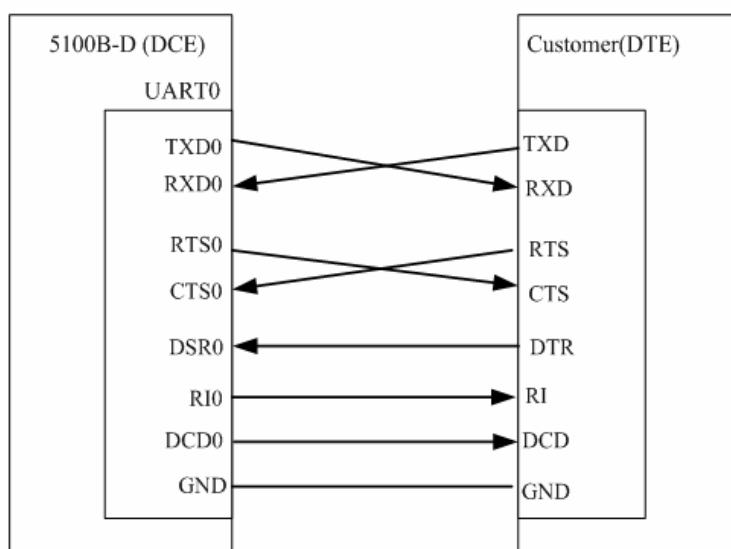 5100B-D (DCE)
Customer(DTE)
UART0
TXD0
TXD
RXD0
RXD
RTS0
RTS
CTS0
CTS
DSR0
DTR
RI0
RI
DCD0
DCD
GND
GND